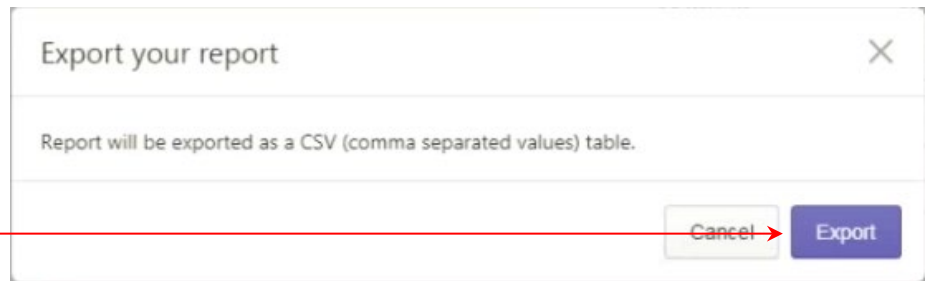 Export your report
Report will be exported as a CSV (comma separated values) table.
Cancel
Export